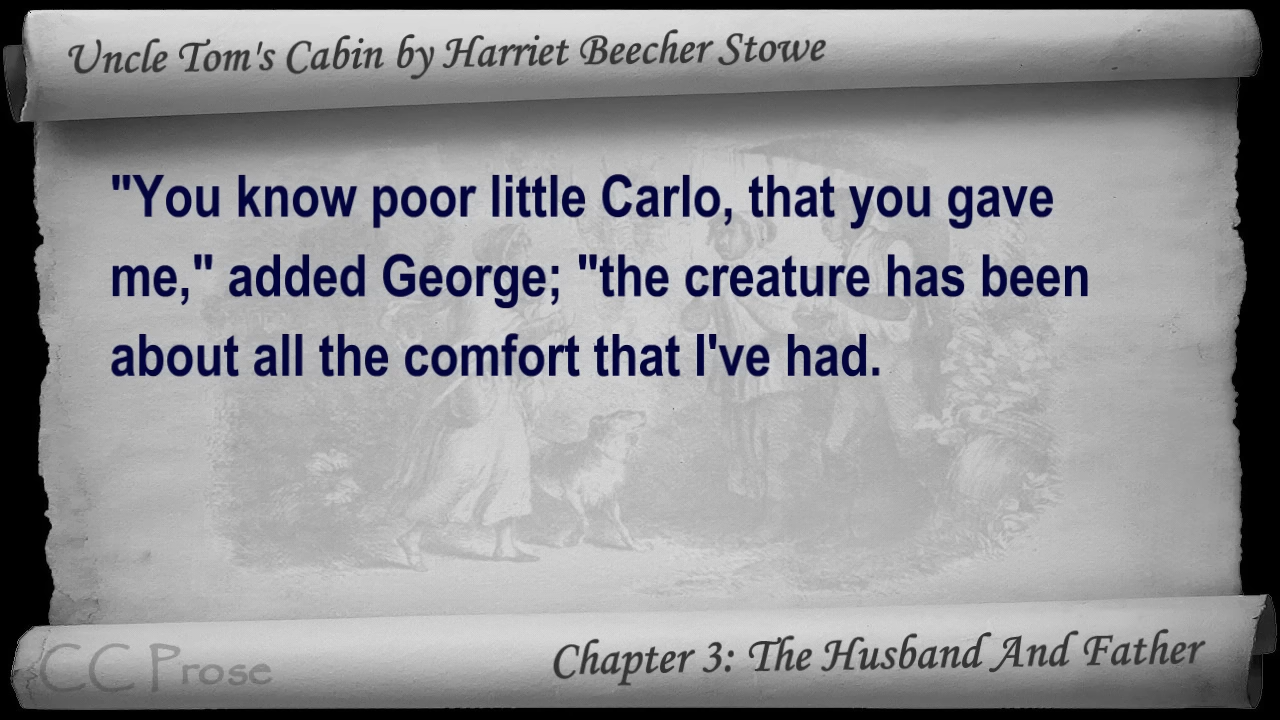 Uncle Tom's Cabin by Harriet Beecher Stowe
"You know poor little Carlo, that you gave
me," added George; "the creature has been
about all the comfort that I've had.
CC Prose
Chapter 3: The Husband And Father